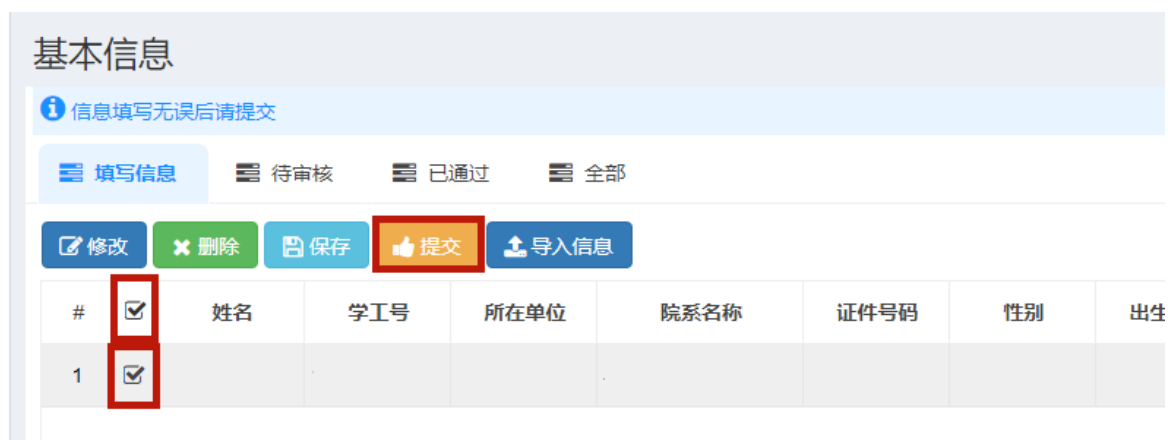 基本信息
信息填写无误后请提交
填写信息 待审核 已通过 全部
修改 删除 保存 提交 导入信息
# 姓名 学工号 所在单位 院系名称 证件号码 性别 出生
1